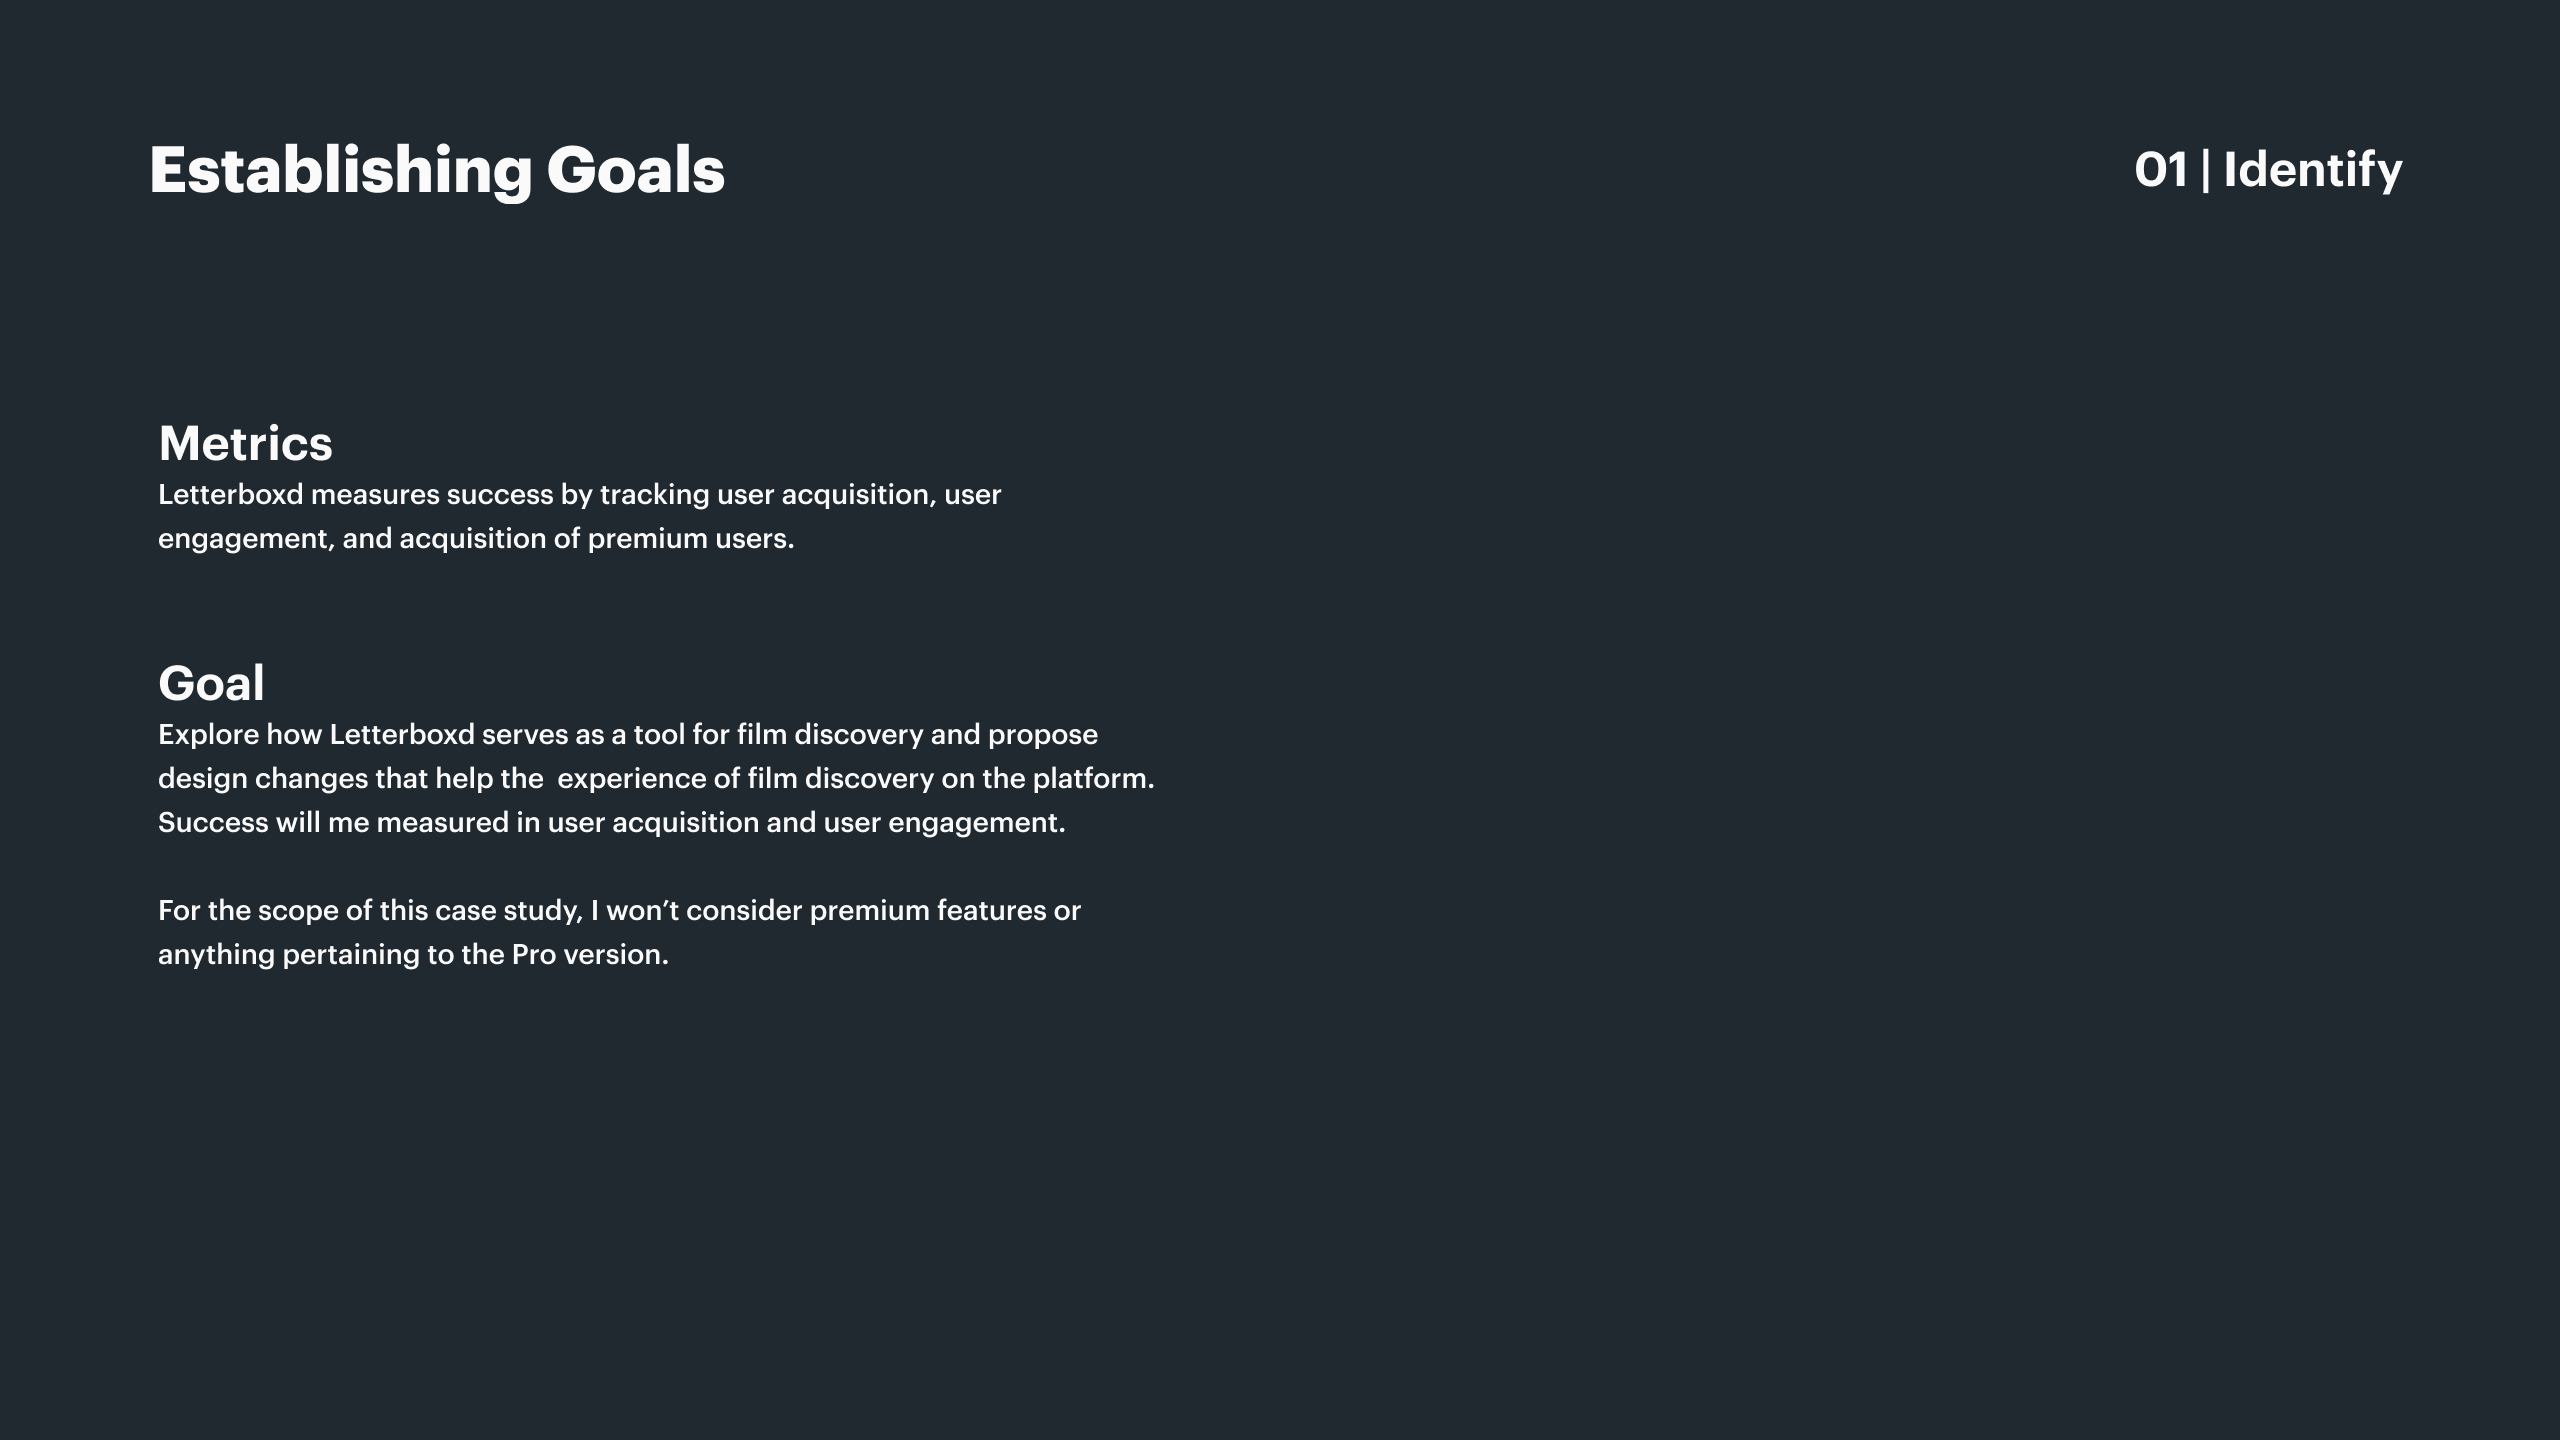 Establishing Goals
01 | Identify
Metrics
Letterboxd measures success by tracking user acquisition, user
engagement, and acquisition of premium users.
Goal
Explore how Letterboxd serves as a tool for film discovery and propose
design changes that help the  experience of film discovery on the platform.
Success will me measured in user acquisition and user engagement.
For the scope of this case study, I won’t consider premium features or
anything pertaining to the Pro version.